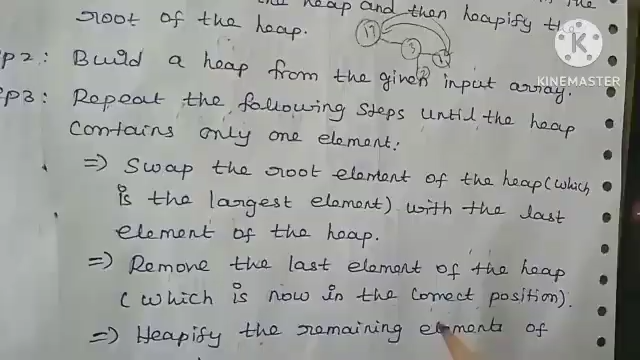 the heap and then heapify the
root of the heap.
17
3
p2: Build a heap from the given input array.
KINEMASTER
p3: Repeat the following steps until the heap
contains only one element:
=> Swap the root element of the heap (which
is the largest element) with the last
element of the heap.
=> Remove the last element of the heap
(which is now in the correct position).
=> Heapify the remaining elements of